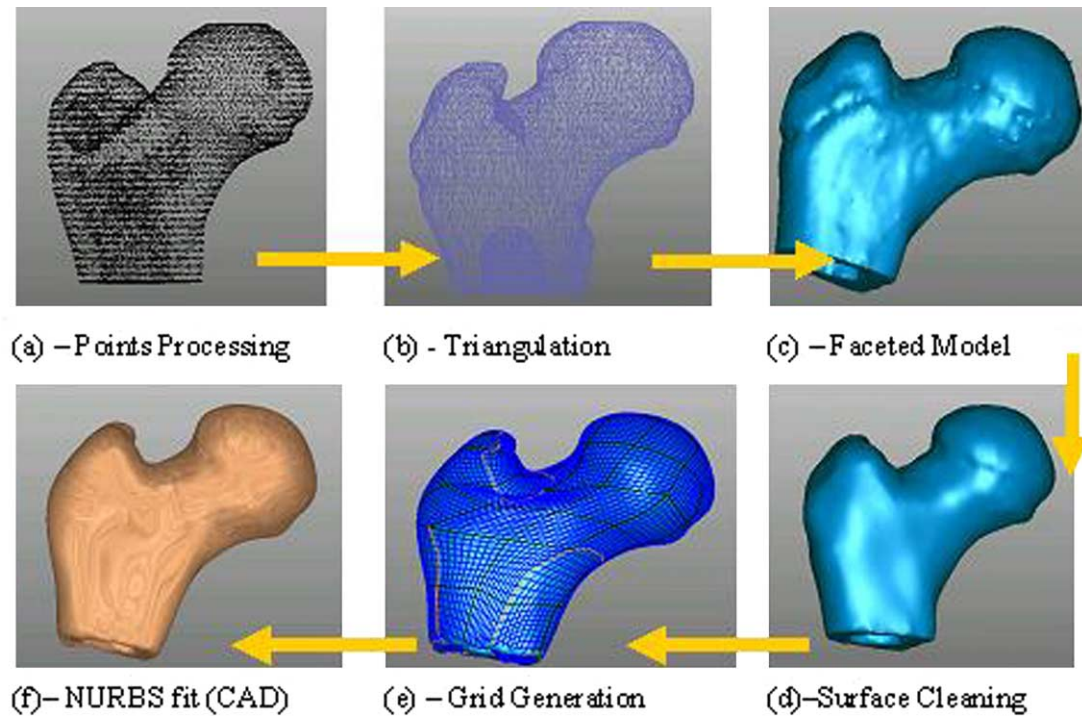 (a) – Points Processing
(b) - Triangulation
(c) – Faceted Model
(f)– NURBS fit (CAD)
(e) – Grid Generation
(d)–Surface Cleaning